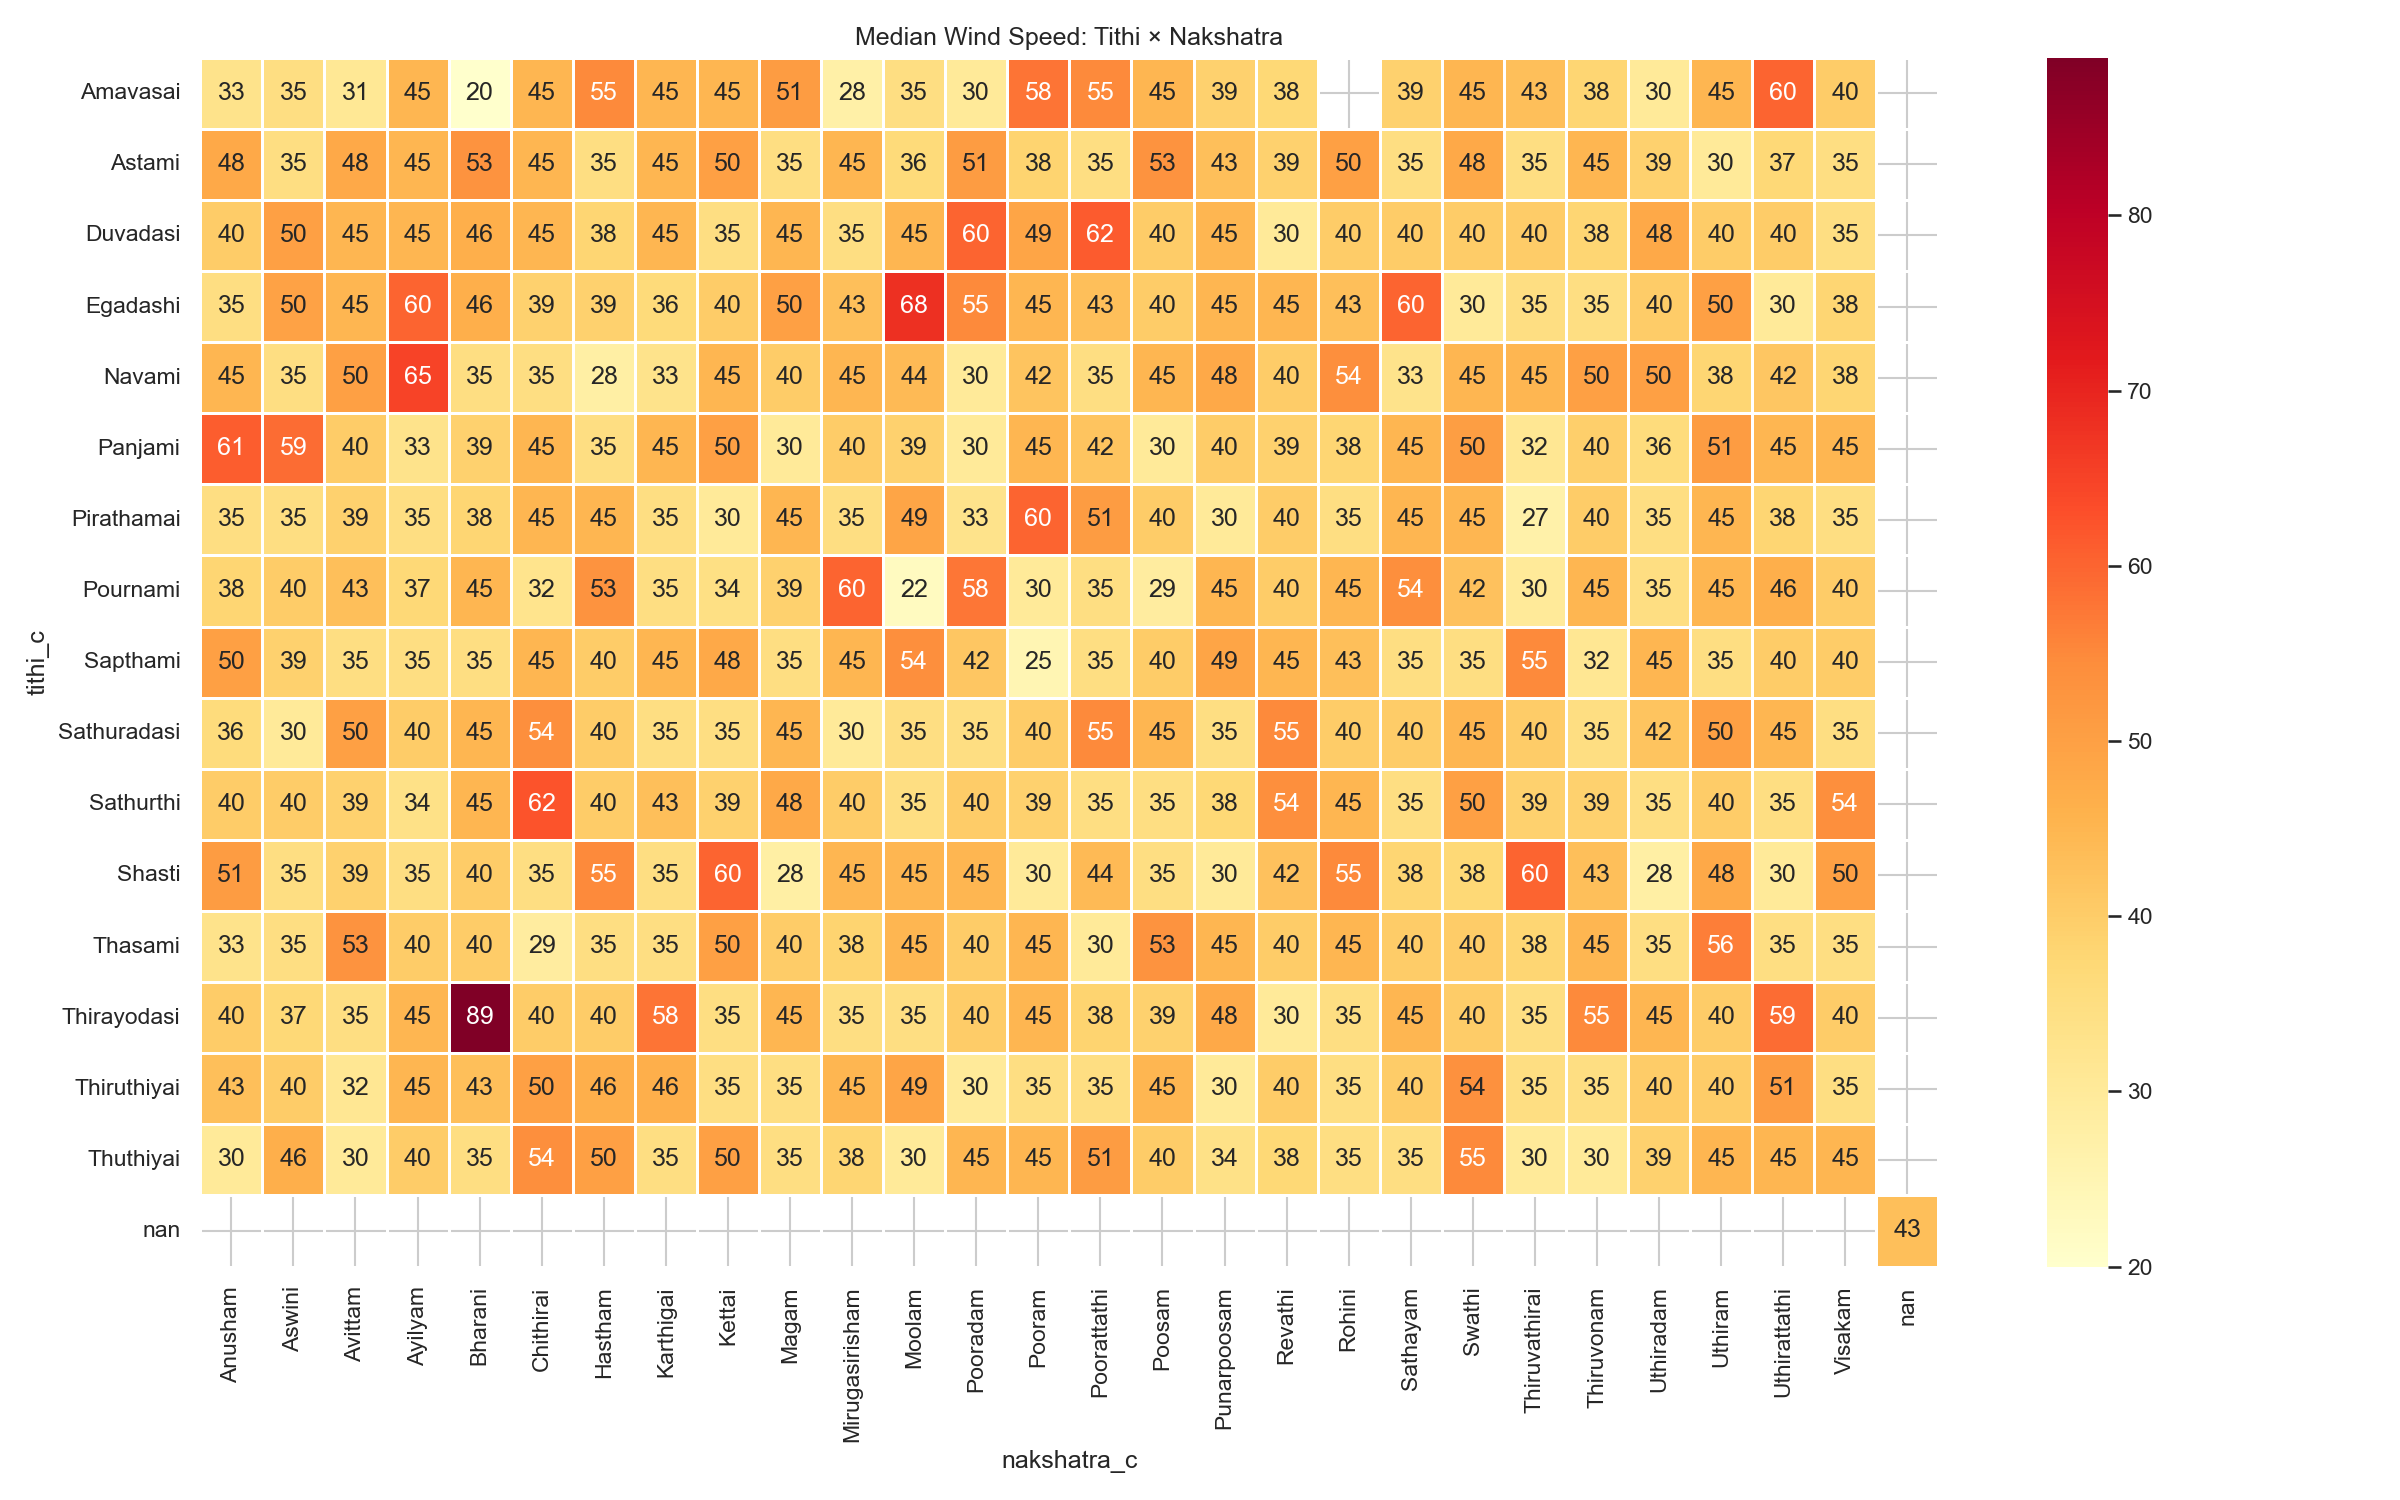 Median Wind Speed: Tithi × Nakshatra
Amavasai 33 35 31 45 20 45 55 45 45 51 28 35 30 58 55 45 39 38 39 45 43 38 30 45 60 40
Astami 48 35 48 45 53 45 35 45 50 35 45 36 51 38 35 53 43 39 50 35 48 35 45 39 30 37 35
Duvadasi 40 50 45 45 46 45 38 45 35 45 35 45 60 49 62 40 45 30 40 40 40 40 38 48 40 40 35
Egadashi 35 50 45 60 46 39 39 36 40 50 43 68 55 45 43 40 45 45 43 60 30 35 35 40 50 30 38
Navami 45 35 50 65 35 35 28 33 45 40 45 44 30 42 35 45 48 40 54 33 45 45 50 50 38 42 38
Panjami 61 59 40 33 39 45 35 45 50 30 40 39 30 45 42 30 40 39 38 45 50 32 40 36 51 45 45
Pirathamai 35 35 39 35 38 45 45 35 30 45 35 49 33 60 51 40 30 40 35 45 45 27 40 35 45 38 35
Pournami 38 40 43 37 45 32 53 35 34 39 60 22 58 30 35 29 45 40 45 54 42 30 45 35 45 46 40
Sapthami 50 39 35 35 35 45 40 45 48 35 45 54 42 25 35 40 49 45 43 35 35 55 32 45 35 40 40
Sathuradasi 36 30 50 40 45 54 40 35 35 45 30 35 35 40 55 45 35 55 40 40 45 40 35 42 50 45 35
Sathurthi 40 40 39 34 45 62 40 43 39 48 40 35 40 39 35 35 38 54 45 35 50 39 39 35 40 35 54
Shasti 51 35 39 35 40 35 55 35 60 28 45 45 45 30 44 35 30 42 55 38 38 60 43 28 48 30 50
Thasami 33 35 53 40 40 29 35 35 50 40 38 45 40 45 30 53 45 40 45 40 40 38 45 35 56 35 35
Thirayodasi 40 37 35 45 89 40 40 58 35 45 35 35 40 45 38 39 48 30 35 45 40 35 55 45 40 59 40
Thiruthiyai 43 40 32 45 43 50 46 46 35 35 45 49 30 35 35 45 30 40 35 40 54 35 35 40 40 51 35
Thuthiyai 30 46 30 40 35 54 50 35 50 35 38 30 45 45 51 40 34 38 35 35 55 30 30 39 45 45 45
nan 43
tithi_c
Anusham Aswini Avittam Ayilyam Bharani Chithirai Hastham Karthigai Kettai Magam Mirugasirisham Moolam Pooradam Pooram Poorattathi Poosam Punarpoosam Revathi Rohini Sathayam Swathi Thiruvathirai Thiruvonam Uthiradam Uthiram Uthirattathi Visakam nan
nakshatra_c
80
70
60
50
40
30
20